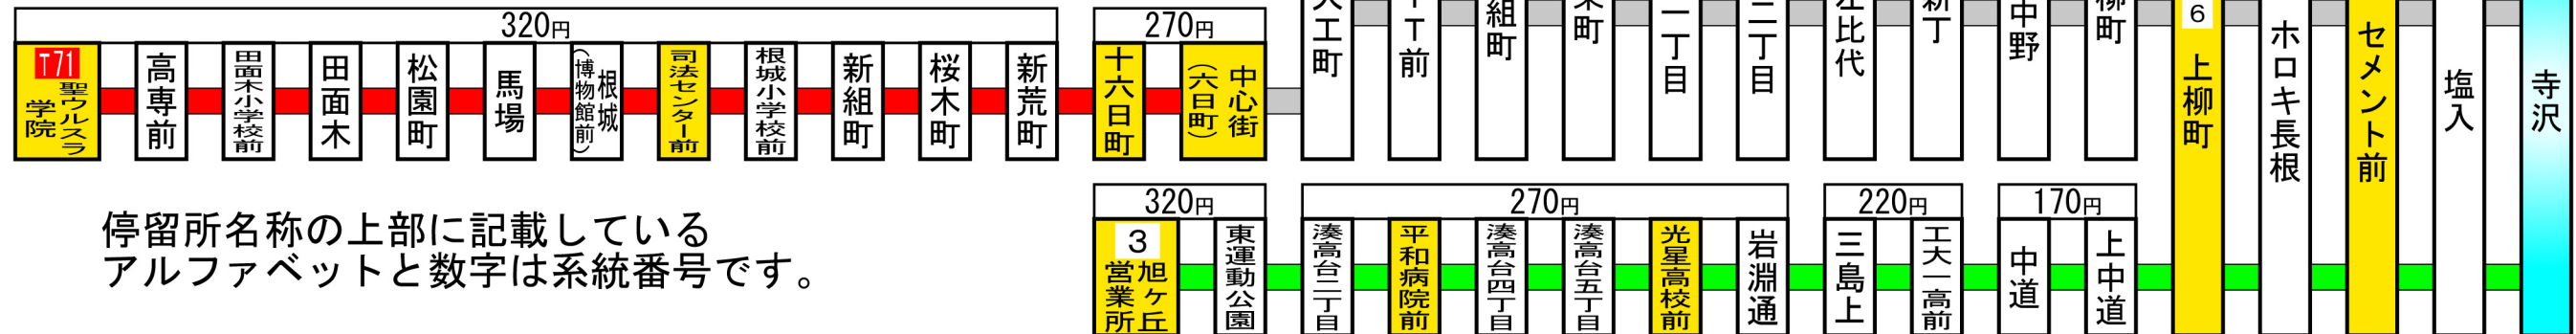 320円
270円
T71
聖ウルスラ
学院
高専前
田面木小学校前
田面木
松園町
馬場
根城
(博物館前)
司法センター前
根城小学校前
新組町
桜木町
新荒町
十六日町
中心街
(六日町)
大工町
組町
二丁目
三丁目
左比代
新丁
中野
柳町
6
上柳町
ホロキ長根
セメント前
塩入
寺沢
停留所名称の上部に記載している
アルファベットと数字は系統番号です。
320円
270円
220円
170円
3
旭ヶ丘
営業所
東運動公園
湊高台二丁目
平和病院前
湊高台四丁目
湊高台五丁目
光星高校前
岩淵通
三島上
工大一高前
中道
上中道